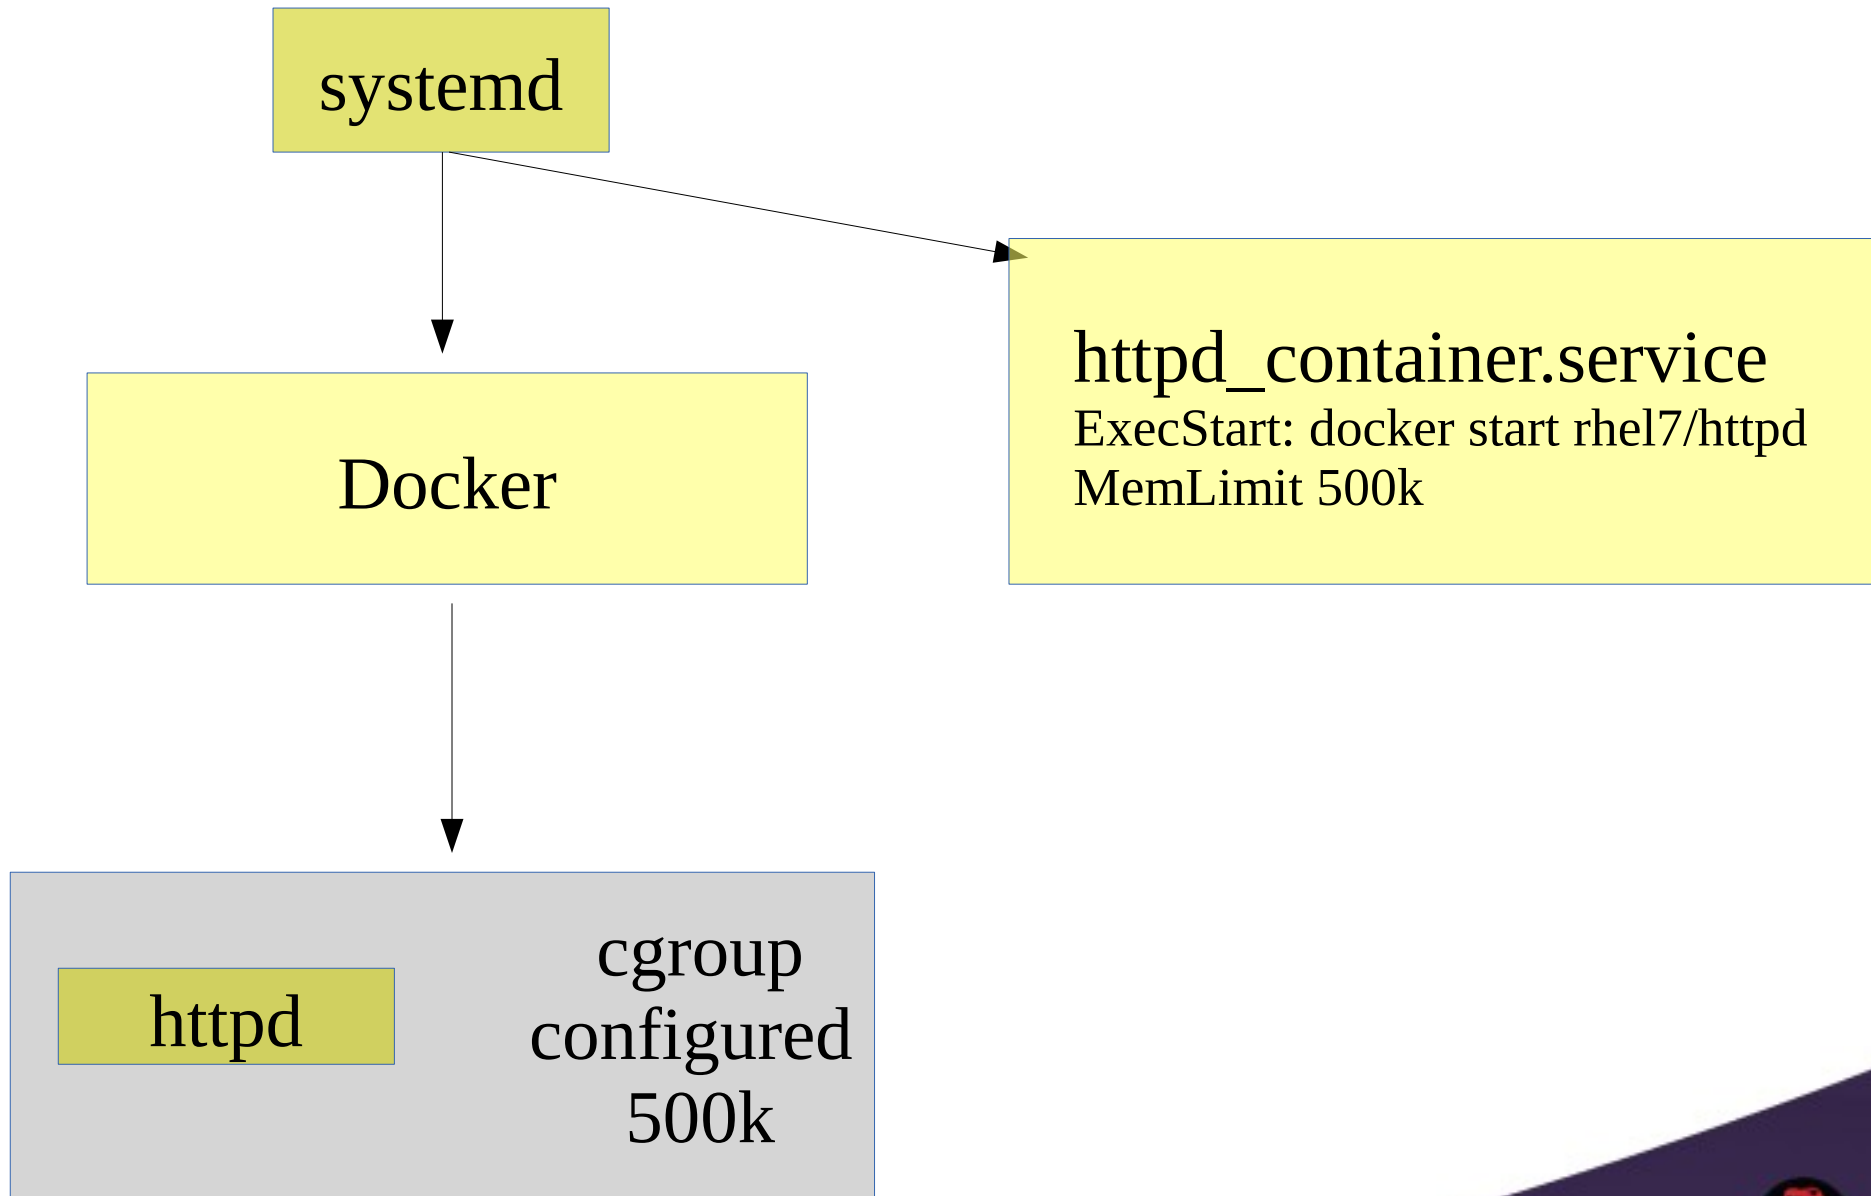 systemd
httpd_container.service
ExecStart: docker start rhel7/httpd
MemLimit 500k
Docker
httpd
cgroup
configured
500k